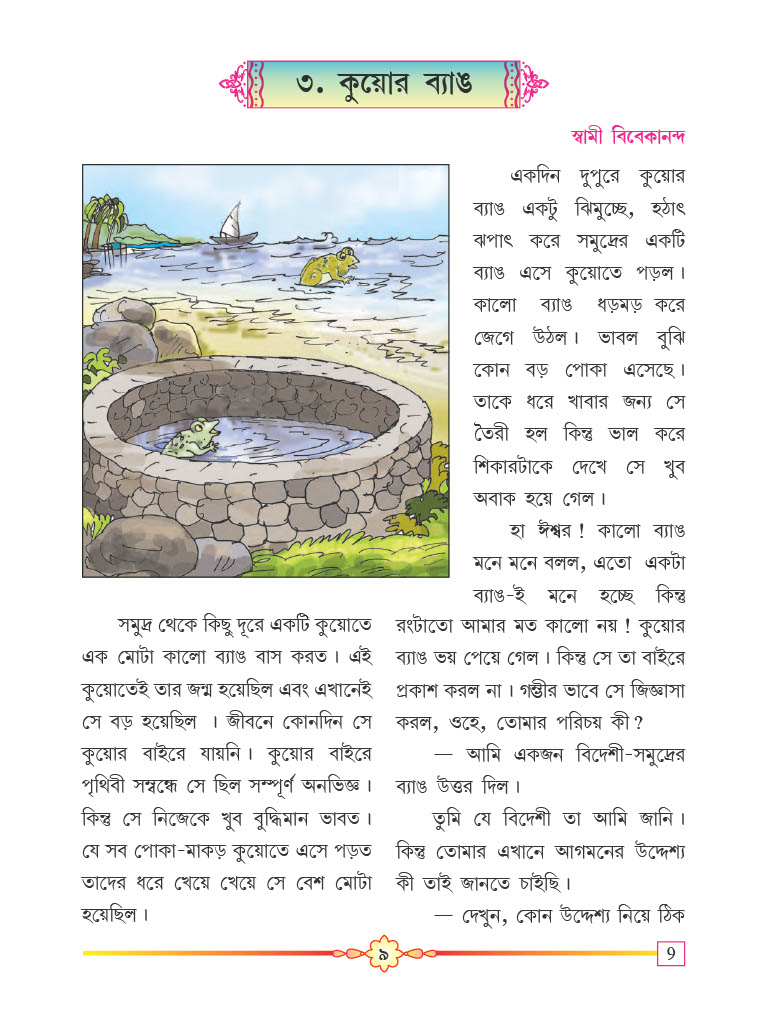 ৩. কুয়োর ব্যাঙ
স্বামী বিবেকানন্দ
সমুদ্র থেকে কিছু দূরে একটি কুয়োতে
এক মোটা কালো ব্যাঙ বাস করত। এই
কুয়োতেই তার জন্ম হয়েছিল এবং এখানেই
সে বড় হয়েছিল । জীবনে কোনদিন সে
কুয়োর বাইরে যায়নি। কুয়োর বাইরে
পৃথিবী সম্বন্ধে সে ছিল সম্পূর্ণ অনভিজ্ঞ।
কিন্তু সে নিজেকে খুব বুদ্ধিমান ভাবত।
যে সব পোকা-মাকড় কুয়োতে এসে পড়ত
তাদের ধরে খেয়ে খেয়ে সে বেশ মোটা
হয়েছিল।
একদিন দুপুরে কুয়োর
ব্যাঙ একটু ঝিমুচ্ছে, হঠাৎ
ঝপাৎ করে সমুদ্রের একটি
ব্যাঙ এসে কুয়োতে পড়ল।
কালো ব্যাঙ ধড়মড় করে
জেগে উঠল। ভাবল বুঝি
কোন বড় পোকা এসেছে।
তাকে ধরে খাবার জন্য সে
তৈরী হল কিন্তু ভাল করে
শিকারটাকে দেখে সে খুব
অবাক হয়ে গেল।
হা ঈশ্বর! কালো ব্যাঙ
মনে মনে বলল, এতো একটা
ব্যাঙ-ই মনে হচ্ছে কিন্তু
রংটাতো আমার মত কালো নয়! কুয়োর
ব্যাঙ ভয় পেয়ে গেল। কিন্তু সে তা বাইরে
প্রকাশ করল না। গম্ভীর ভাবে সে জিজ্ঞাসা
করল, ওহে, তোমার পরিচয় কী?
— আমি একজন বিদেশী-সমুদ্রের
ব্যাঙ উত্তর দিল।
তুমি যে বিদেশী তা আমি জানি।
কিন্তু তোমার এখানে আগমনের উদ্দেশ্য
কী তাই জানতে চাইছি।
— দেখুন, কোন উদ্দেশ্য নিয়ে ঠিক
৯
9